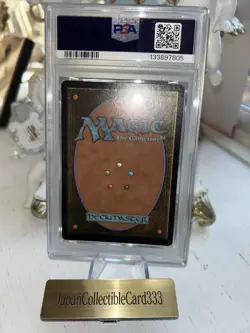 PSA
133897805
MAGIC
The Gathering
DECKMASTER
JapanCollectibleCard333